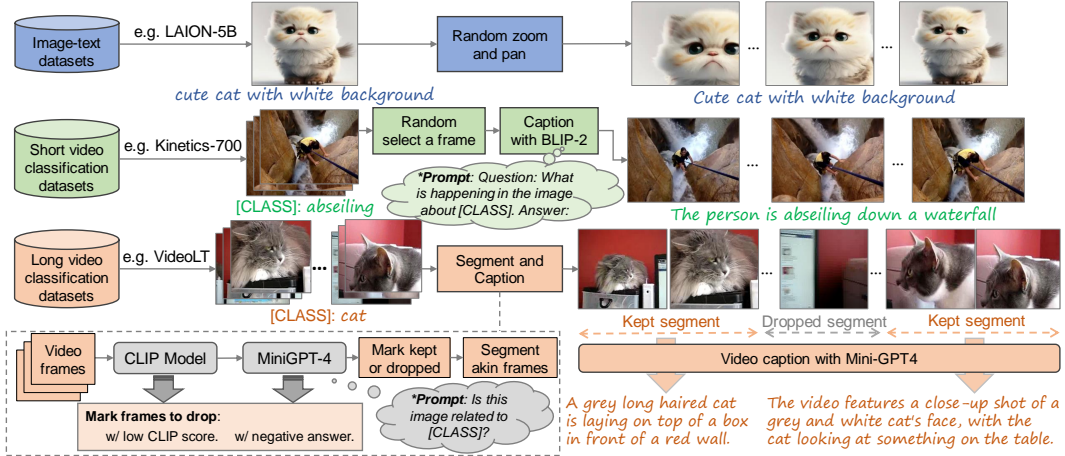 Image-text
datasets
e.g. LAION-5B
cute cat with white background
Random zoom
and pan
...
...
Cute cat with white background
Short video
classification
datasets
e.g. Kinetics-700
[CLASS]: abseiling
Random
select a frame
Caption
with BLIP-2
*Prompt: Question: What
is happening in the image
about [CLASS]. Answer:
...
...
The person is abseiling down a waterfall
Long video
classification
datasets
e.g. VideoLT
...
[CLASS]: cat
Segment and
Caption
...
...
Kept segment
Dropped segment
Kept segment
Video caption with Mini-GPT4
A grey long haired cat
is laying on top of a box
in front of a red wall.
The video features a close-up shot of a
grey and white cat's face, with the
cat looking at something on the table.
Video
frames
CLIP Model
MiniGPT-4
Mark kept
or dropped
Segment
akin frames
Mark frames to drop:
w/ low CLIP score.
w/ negative answer.
*Prompt: Is this
image related to
[CLASS]?